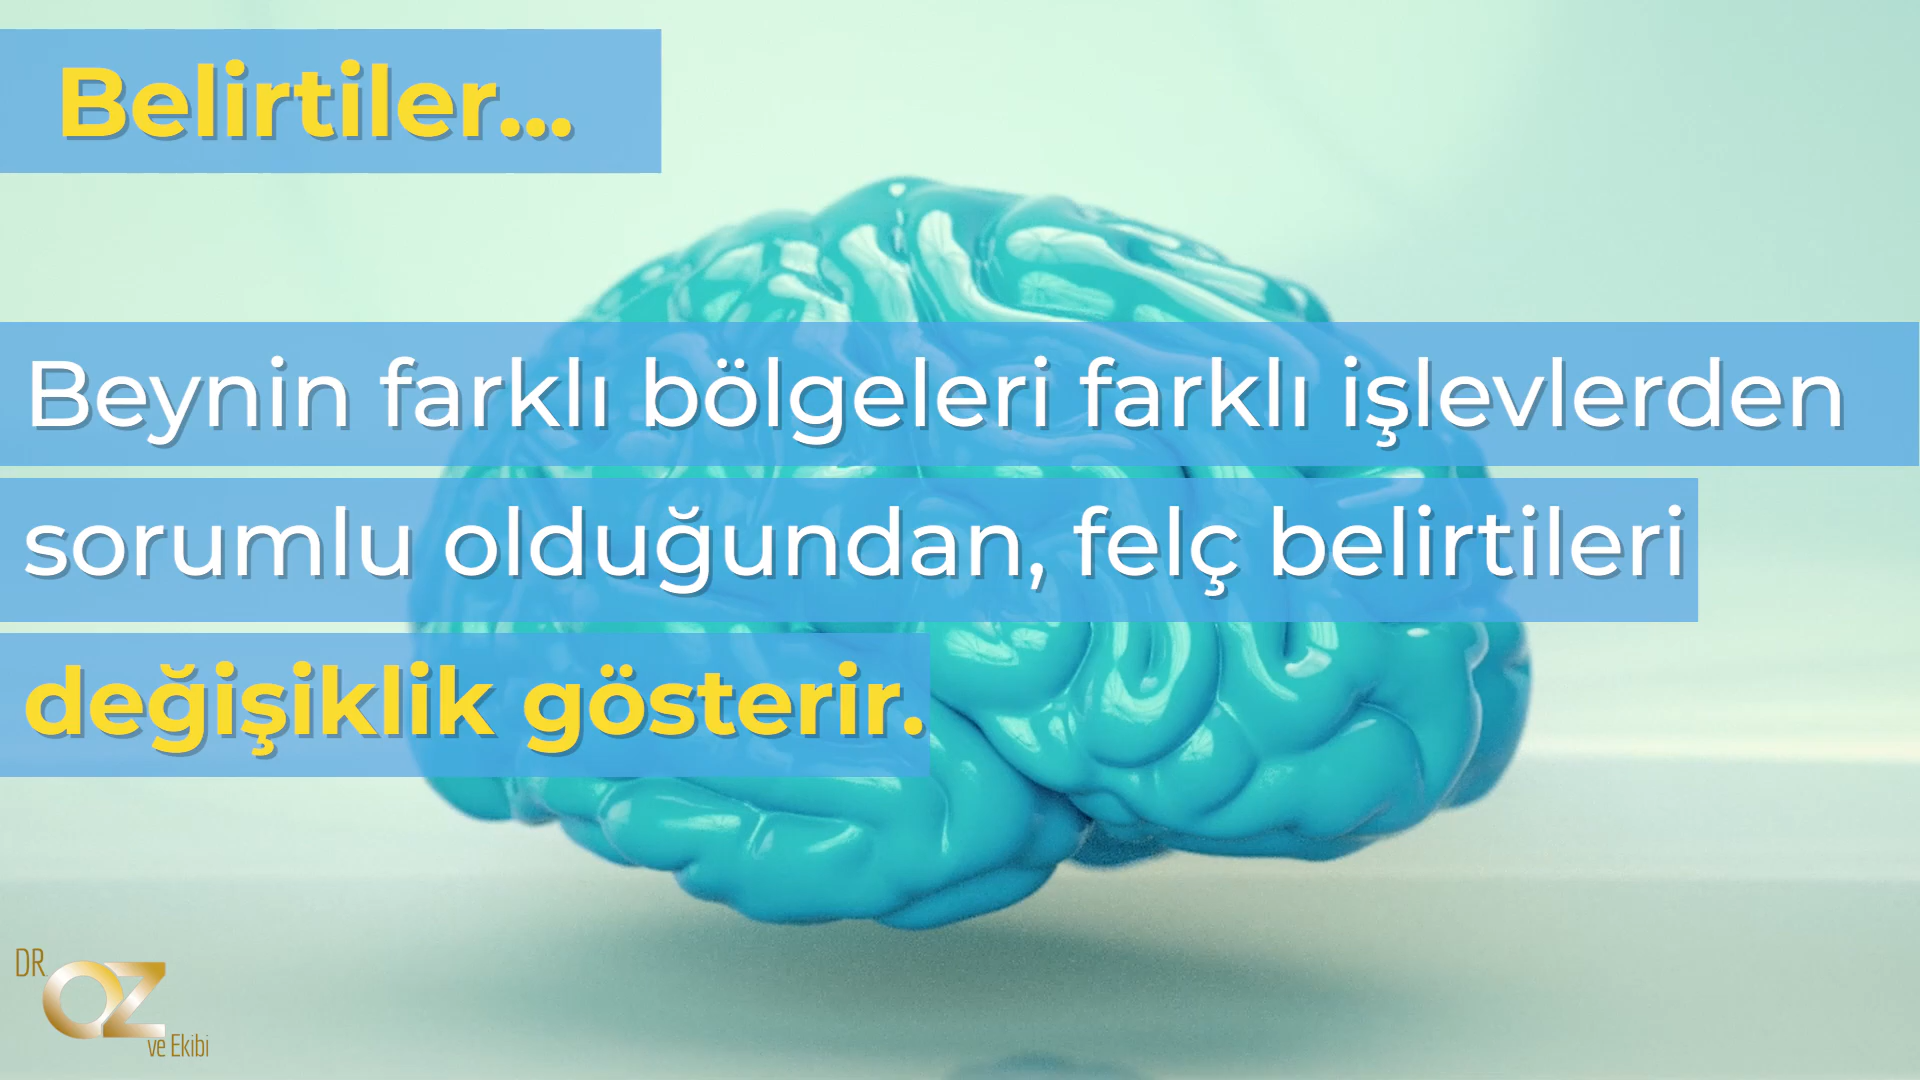 Belirtiler...
Beynin farklı bölgeleri farklı işlevlerden
sorumlu olduğundan, felç belirtileri
değişiklik gösterir.
DR.
OZ
ve Ekibi